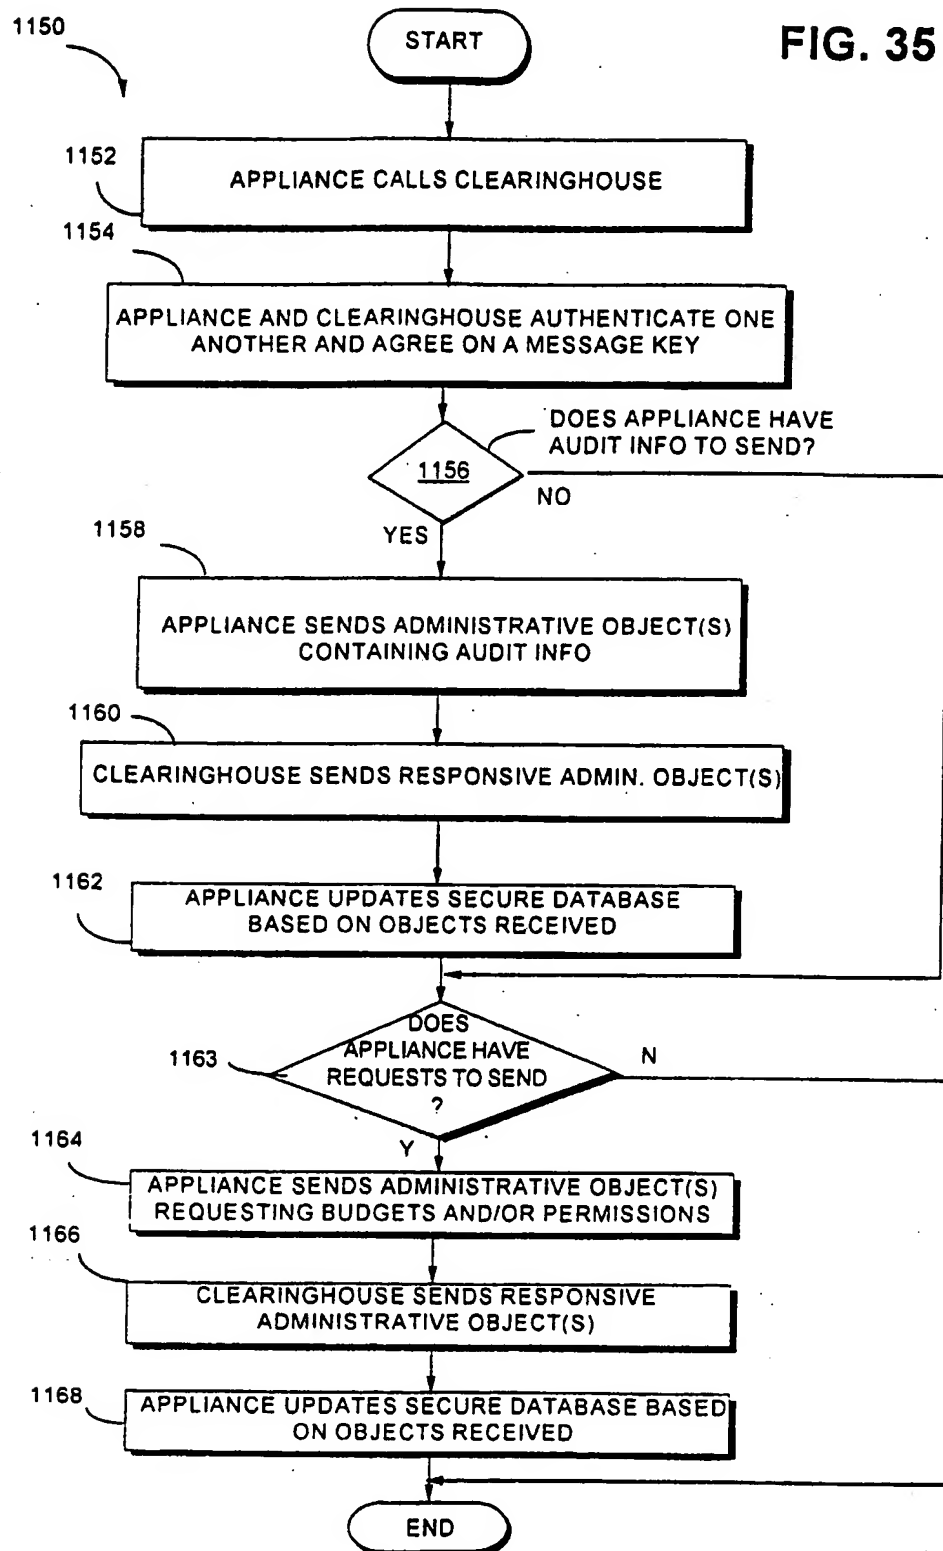 1150
START
FIG. 35
1152
APPLIANCE CALLS CLEARINGHOUSE
1154
APPLIANCE AND CLEARINGHOUSE AUTHENTICATE ONE
ANOTHER AND AGREE ON A MESSAGE KEY
DOES APPLIANCE HAVE
AUDIT INFO TO SEND?
1156
NO
YES
1158
APPLIANCE SENDS ADMINISTRATIVE OBJECT(S)
CONTAINING AUDIT INFO
1160
CLEARINGHOUSE SENDS RESPONSIVE ADMIN. OBJECT(S)
1162
APPLIANCE UPDATES SECURE DATABASE
BASED ON OBJECTS RECEIVED
1163
DOES
APPLIANCE HAVE
REQUESTS TO SEND
?
N
Y
1164
APPLIANCE SENDS ADMINISTRATIVE OBJECT(S)
REQUESTING BUDGETS AND/OR PERMISSIONS
1166
CLEARINGHOUSE SENDS RESPONSIVE
ADMINISTRATIVE OBJECT(S)
1168
APPLIANCE UPDATES SECURE DATABASE BASED
ON OBJECTS RECEIVED
END